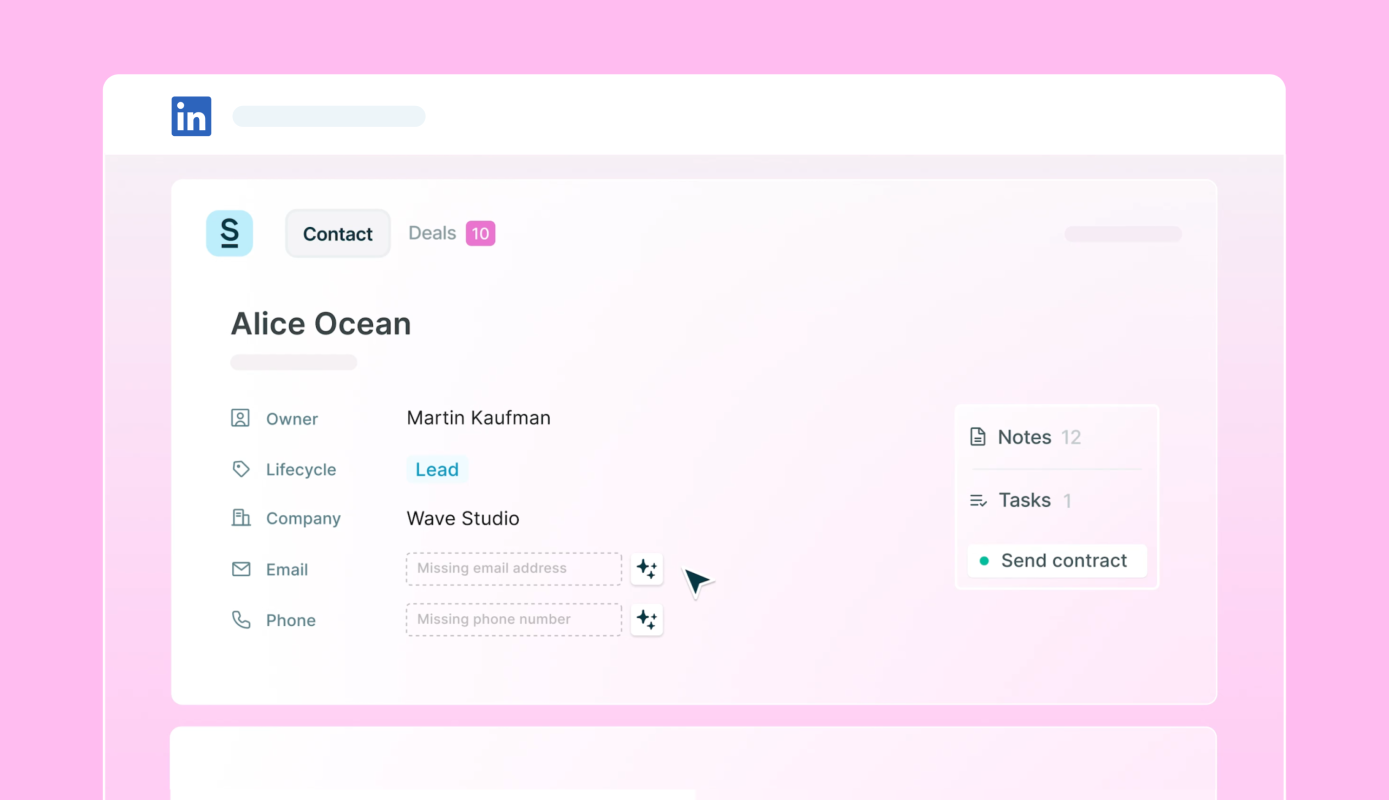 in
S
Contact
Deals 10
Alice Ocean
Owner Martin Kaufman
Lifecycle Lead
Company Wave Studio
Email Missing email address
Phone Missing phone number
Notes 12
Tasks 1
Send contract